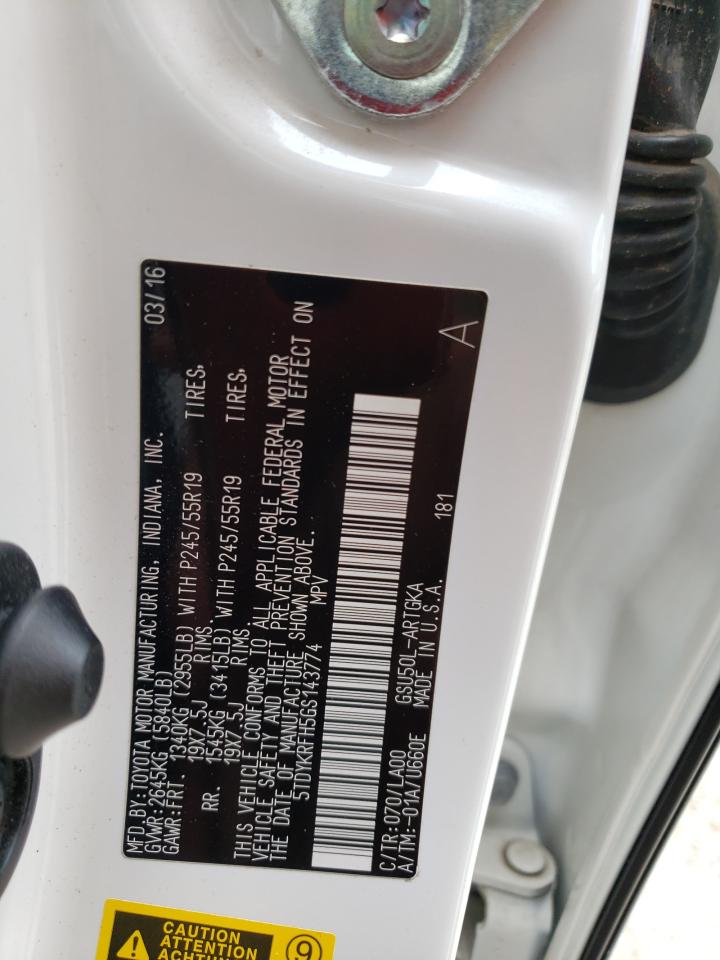 MFD.BY:TOYOTA MOTOR MANUFACTURING, INDIANA, INC. 03/16
GVWR:2645KG (5840LB)
GAWR:FRT. 1340KG (2955LB) WITH P245/55R19 TIRES,
19X7.5J RIMS
RR. 1545KG (3415LB) WITH P245/55R19 TIRES,
19X7.5J RIMS
THIS VEHICLE CONFORMS TO ALL APPLICABLE FEDERAL MOTOR
VEHICLE SAFETY AND THEFT PREVENTION STANDARDS IN EFFECT ON
THE DATE OF MANUFACTURE SHOWN ABOVE.
5TDYKRFH5GS143774 MPV
C/TR:070/LA00 GSU50L-ARTGKA 181 A
A/TM:-01A/U660E MADE IN U.S.A.
CAUTION
ATTENTION
ACHTUNG
9